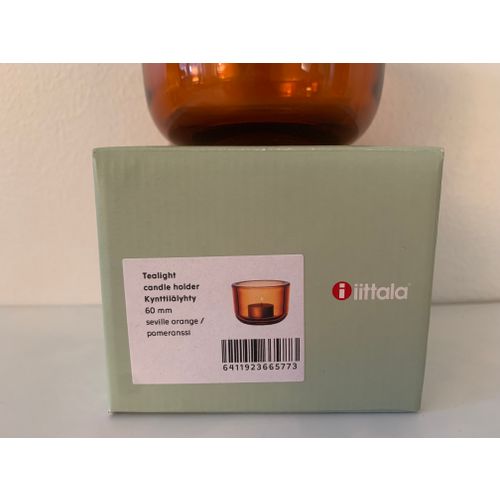 Tealight
candle holder
Kynttilälyhty
60 mm
seville orange /
pomeranssi
6411923665773
i iittala